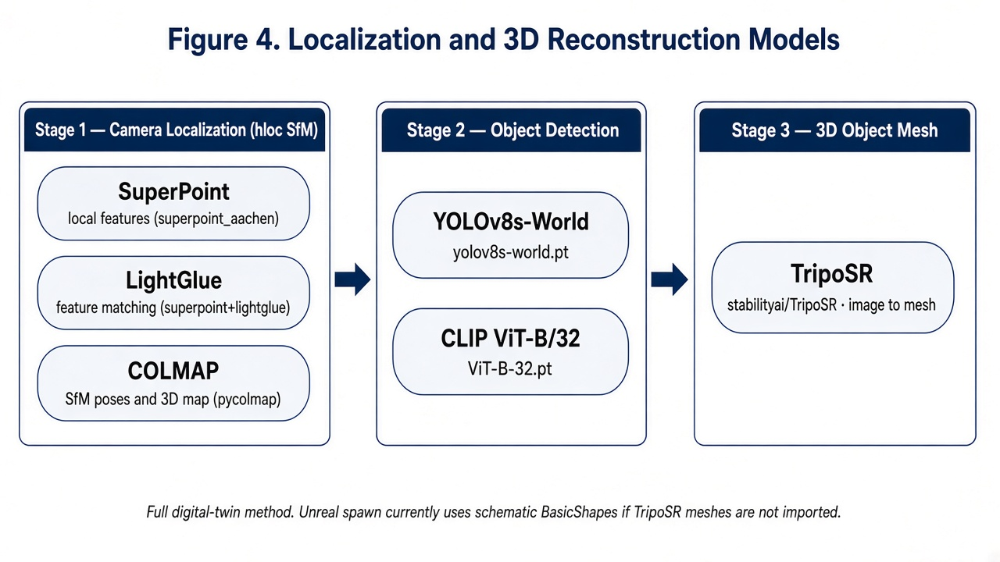 Figure 4. Localization and 3D Reconstruction Models
Stage 1 — Camera Localization (hloc SfM)
SuperPoint
local features (superpoint_aachen)
LightGlue
feature matching (superpoint+lightglue)
COLMAP
SfM poses and 3D map (pycolmap)
Stage 2 — Object Detection
YOLOv8s-World
yolov8s-world.pt
CLIP ViT-B/32
ViT-B-32.pt
Stage 3 — 3D Object Mesh
TripoSR
stabilityai/TripoSR · image to mesh
Full digital-twin method. Unreal spawn currently uses schematic BasicShapes if TripoSR meshes are not imported.